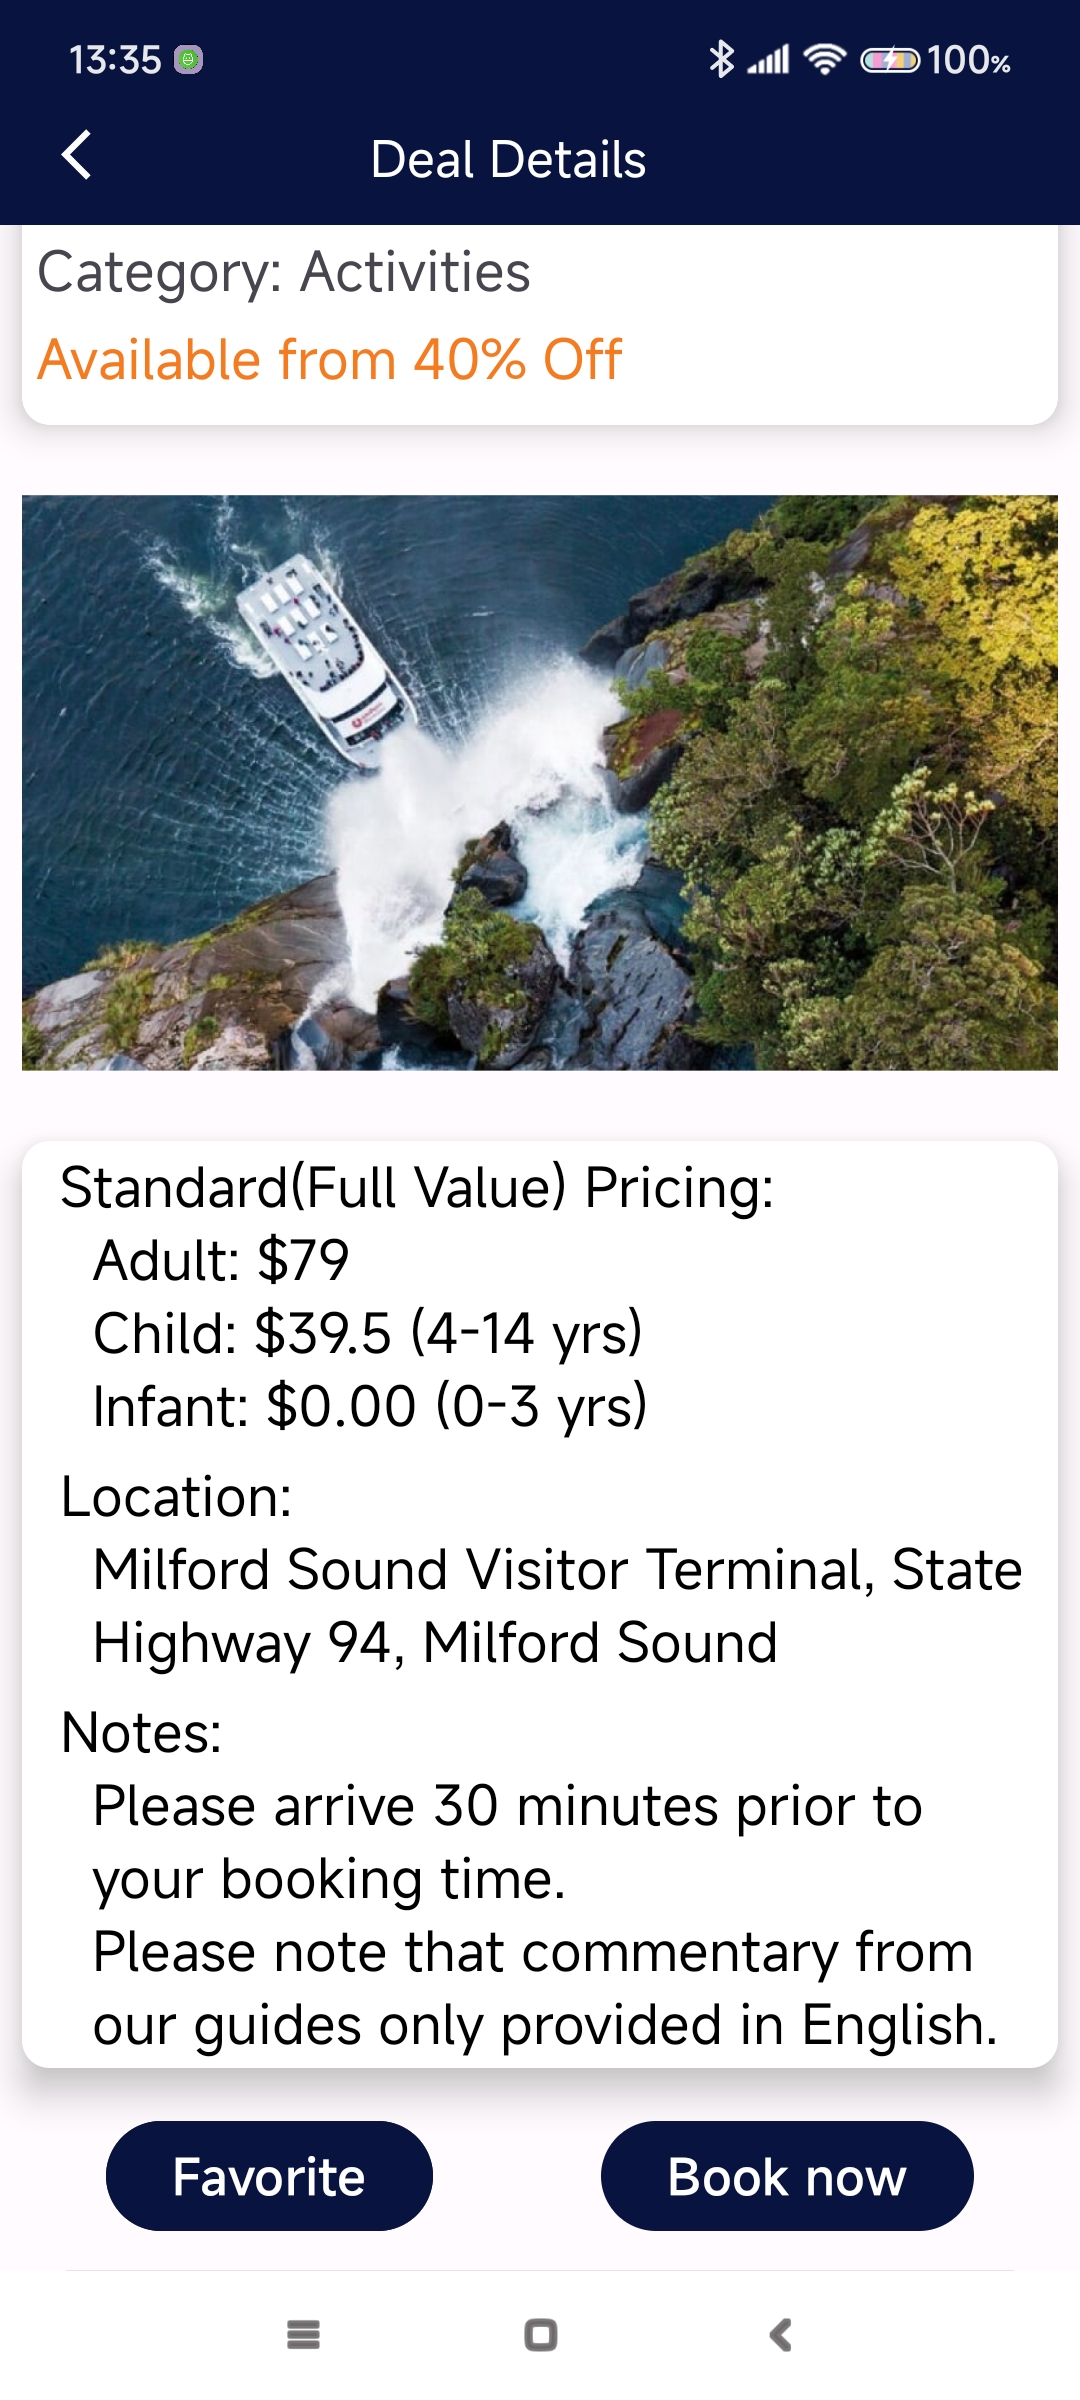 13:35
100%
Deal Details
Category: Activities
Available from 40% Off
Standard(Full Value) Pricing:
Adult: $79
Child: $39.5 (4-14 yrs)
Infant: $0.00 (0-3 yrs)
Location:
Milford Sound Visitor Terminal, State
Highway 94, Milford Sound
Notes:
Please arrive 30 minutes prior to
your booking time.
Please note that commentary from
our guides only provided in English.
Favorite
Book now